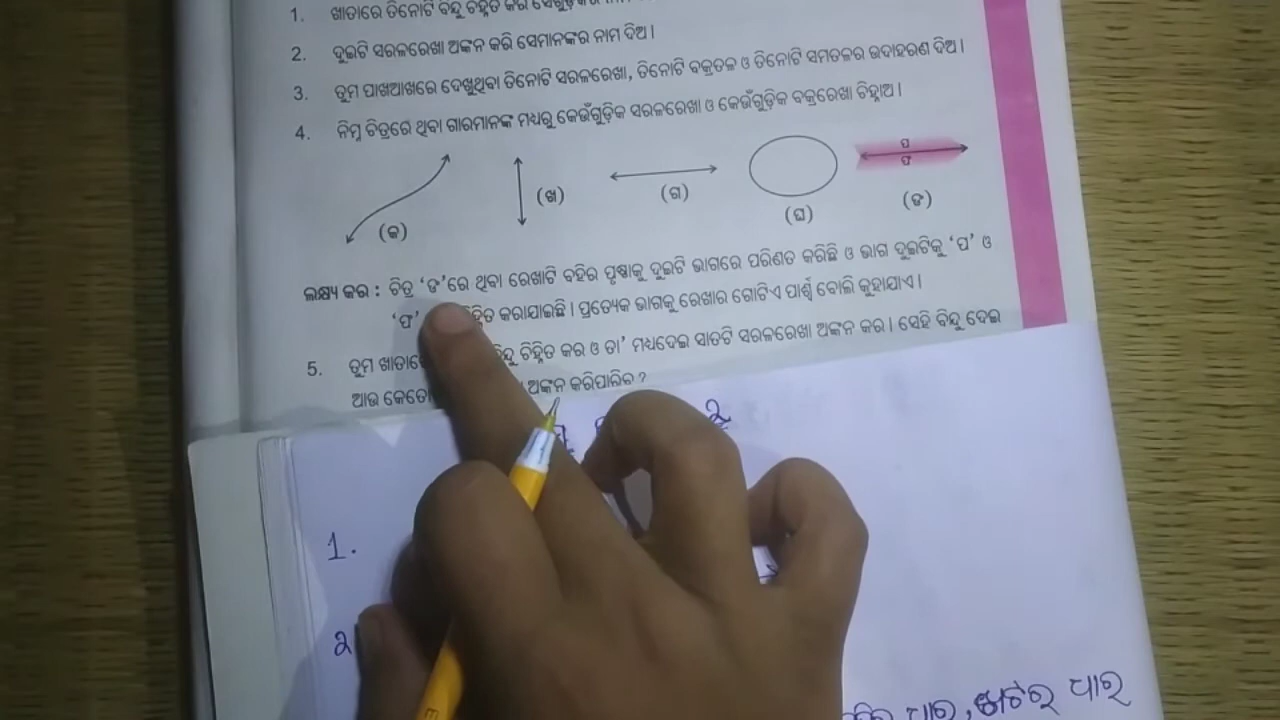 1. ଖାତାରେ ତିନୋଟି ବିନ୍ଦୁ ଚିହ୍ନଟ କରି
2. ଦୁଇଟି ସରଳରେଖା ଅଙ୍କନ କରି ସେମାନଙ୍କର ନାମ ଦିଅ।
3. ତୁମ ପାଖଆଖରେ ଦେଖୁଥିବା ତିନୋଟି ସରଳରେଖା, ତିନୋଟି ବକ୍ରତଳ ଓ ତିନୋଟି ସମତଳର ଉଦାହରଣ ଦିଅ।
4. ନିମ୍ନ ଚିତ୍ରରେ ଥିବା ଗାରମାନଙ୍କ ମଧ୍ୟରୁ କେଉଁଗୁଡ଼ିକ ସରଳରେଖା ଓ କେଉଁଗୁଡ଼ିକ ବକ୍ରରେଖା ଚିହ୍ନାଅ।
ପ
ଫ
(କ) (ଖ) (ଗ) (ଘ) (ଙ)
ଲକ୍ଷ୍ୟ କର : ଚିତ୍ର ‘ଙ’ରେ ଥିବା ରେଖାଟି ବହିର ପୃଷ୍ଠାକୁ ଦୁଇଟି ଭାଗରେ ପରିଣତ କରିଛି ଓ ଭାଗ ଦୁଇଟିକୁ ‘ପ’ ଓ
‘ଫ’ କରାଯାଇଛି। ପ୍ରତ୍ୟେକ ଭାଗକୁ ରେଖାର ଗୋଟିଏ ପାର୍ଶ୍ୱ ବୋଲି କୁହାଯାଏ।
5. ତୁମ ଖାତାରେ ଚିହ୍ନିତ କର ଓ ତା’ ମଧ୍ୟଦେଇ ସାତଟି ସରଳରେଖା ଅଙ୍କନ କର। ସେହି ବିନ୍ଦୁ ଦେଇ
ଆଉ କେତୋ ଅଙ୍କନ କରିପାରିବ ?
1.
2
ଧାର